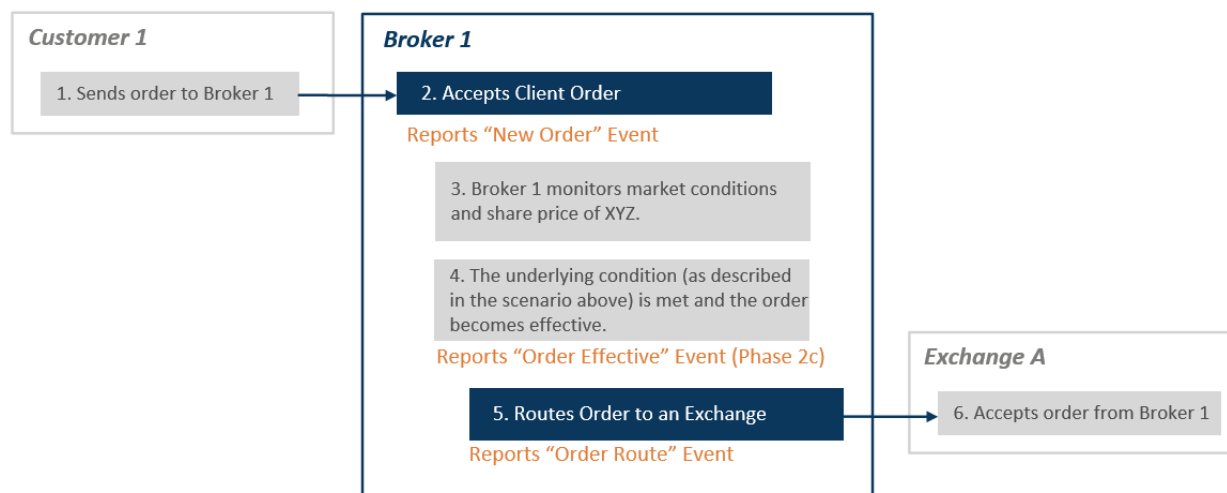 Customer 1
1. Sends order to Broker 1
Broker 1
2. Accepts Client Order
Reports “New Order” Event
3. Broker 1 monitors market conditions
and share price of XYZ.
4. The underlying condition (as described
in the scenario above) is met and the order
becomes effective.
Reports “Order Effective” Event (Phase 2c)
5. Routes Order to an Exchange
Reports “Order Route” Event
Exchange A
6. Accepts order from Broker 1